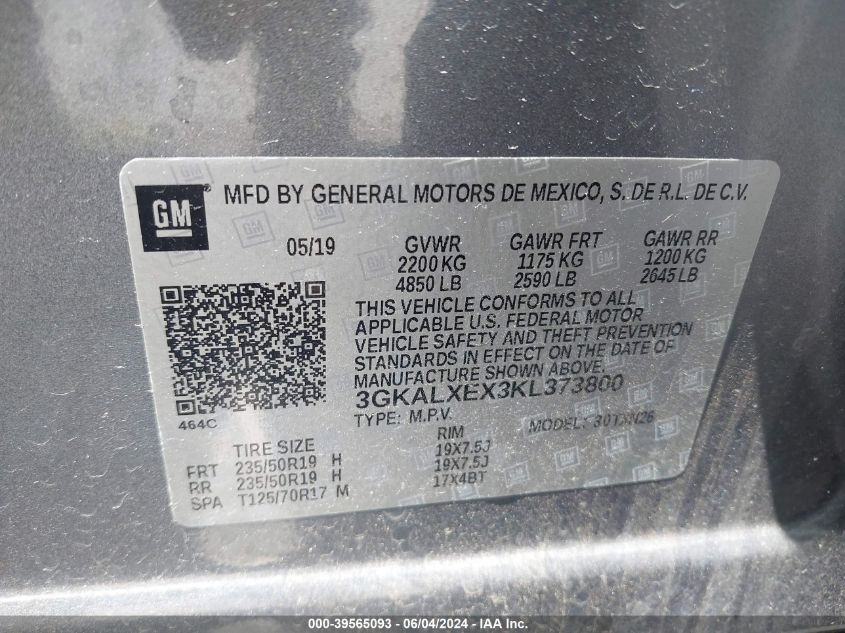 GM
MFD BY GENERAL MOTORS DE MEXICO, S. DE R.L. DE C.V.
05/19 GVWR GAWR FRT GAWR RR
2200 KG 1175 KG 1200 KG
4850 LB 2590 LB 2645 LB
THIS VEHICLE CONFORMS TO ALL
APPLICABLE U.S. FEDERAL MOTOR
VEHICLE SAFETY AND THEFT PREVENTION
STANDARDS IN EFFECT ON THE DATE OF
MANUFACTURE SHOWN ABOVE.
3GKALXEX3KL373800
464C
TYPE: M.P.V. MODEL:
TIRE SIZE RIM
FRT 235/50R19 H 19X7.5J
RR 235/50R19 H 19X7.5J
SPA T125/70R17 M 17X4BT
000-39565093 - 06/04/2024 - IAA Inc.